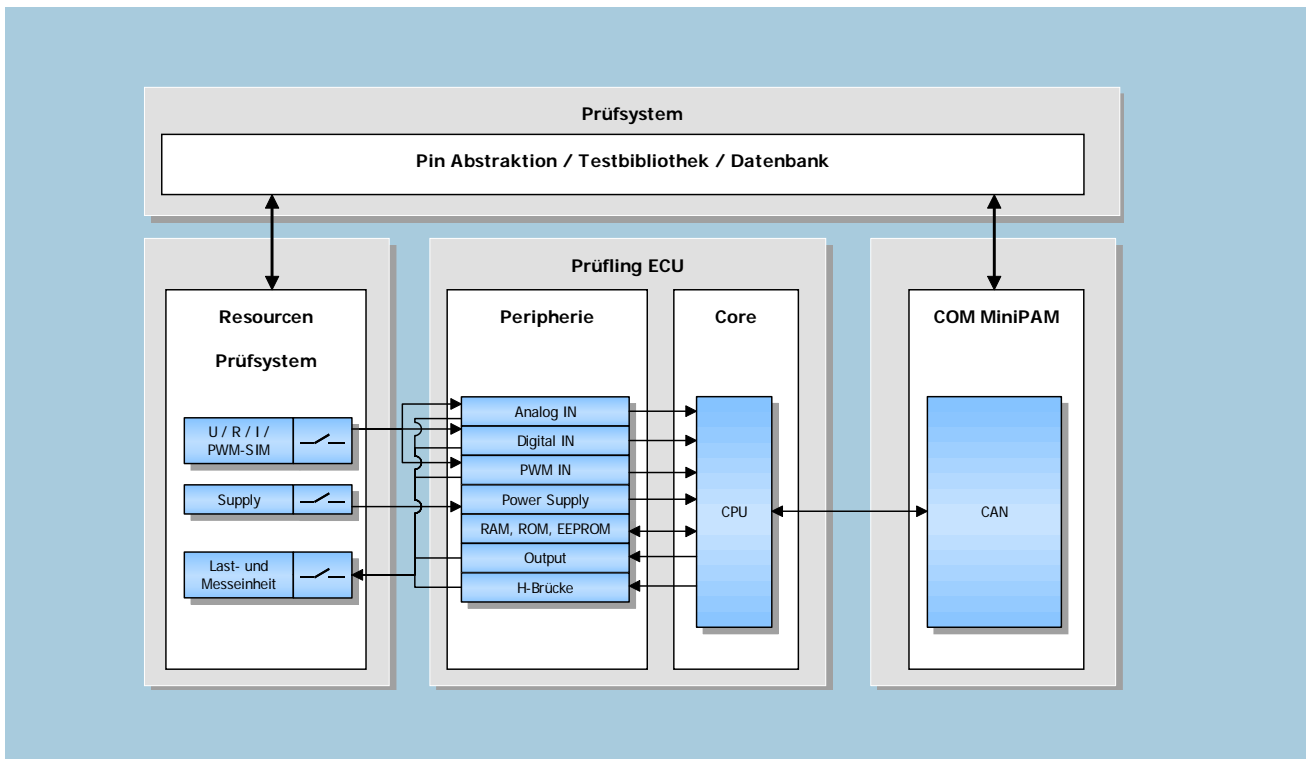 Prüfsystem
Pin Abstraktion / Testbibliothek / Datenbank
Resourcen
Prüfsystem
U / R / I /
PWM-SIM
Supply
Last- und
Messeinheit
Prüfling ECU
Peripherie
Analog IN
Digital IN
PWM IN
Power Supply
RAM, ROM, EEPROM
Output
H-Brücke
Core
CPU
COM MiniPAM
CAN